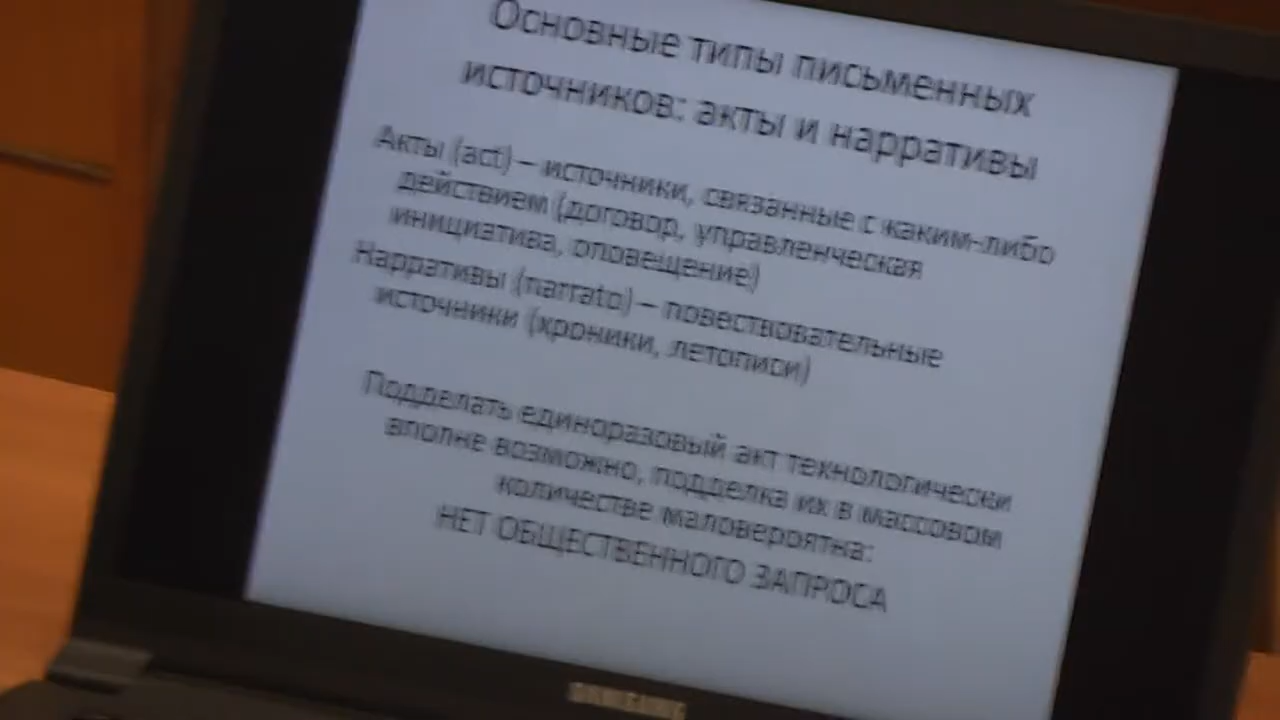 Основные типы письменных
источников: акты и нарративы
Акты (act) – источники, связанные с каким-либо
действием (договор, управленческая
инициатива, оповещение)
Нарративы (narrato) – повествовательные
источники (хроники, летописи)
Подделать единоразовый акт технологически
вполне возможно, подделка их в массовом
количестве маловероятна:
НЕТ ОБЩЕСТВЕННОГО ЗАПРОСА
SAMSUNG